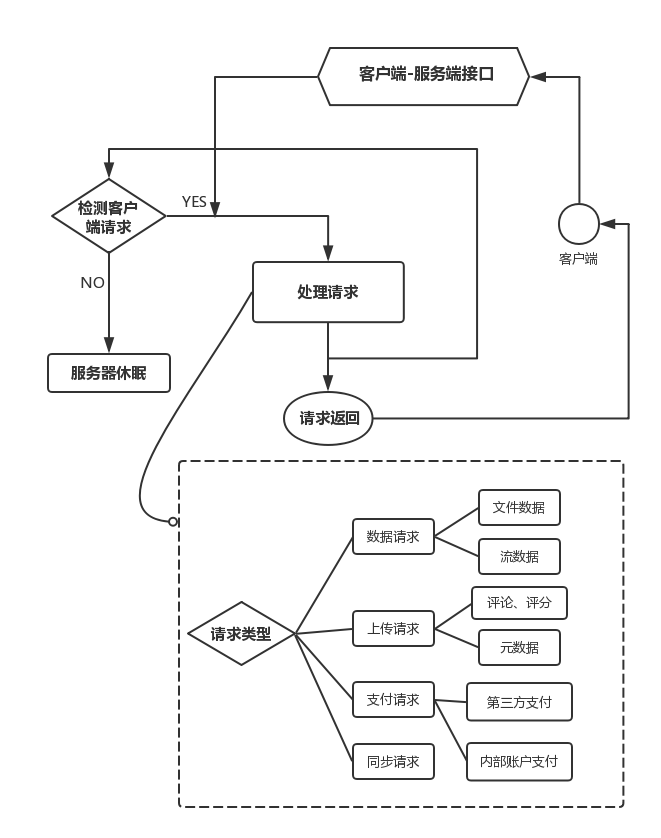 客户端-服务端接口
YES
检测客户
端请求
客户端
NO
处理请求
服务器休眠
请求返回
文件数据
数据请求
流数据
评论、评分
上传请求
请求类型
元数据
支付请求
第三方支付
同步请求
内部账户支付